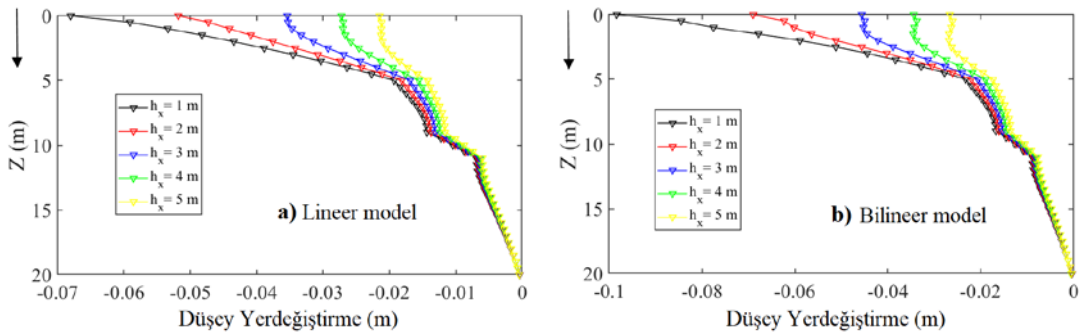 0
5
10
15
20
Z (m)
h_x = 1 m
h_x = 2 m
h_x = 3 m
h_x = 4 m
h_x = 5 m
a) Lineer model
-0.07
-0.06
-0.05
-0.04
-0.03
-0.02
-0.01
0
Düşey Yerdeğiştirme (m)
0
5
10
15
20
Z (m)
h_x = 1 m
h_x = 2 m
h_x = 3 m
h_x = 4 m
h_x = 5 m
b) Bilineer model
-0.1
-0.08
-0.06
-0.04
-0.02
0
Düşey Yerdeğiştirme (m)